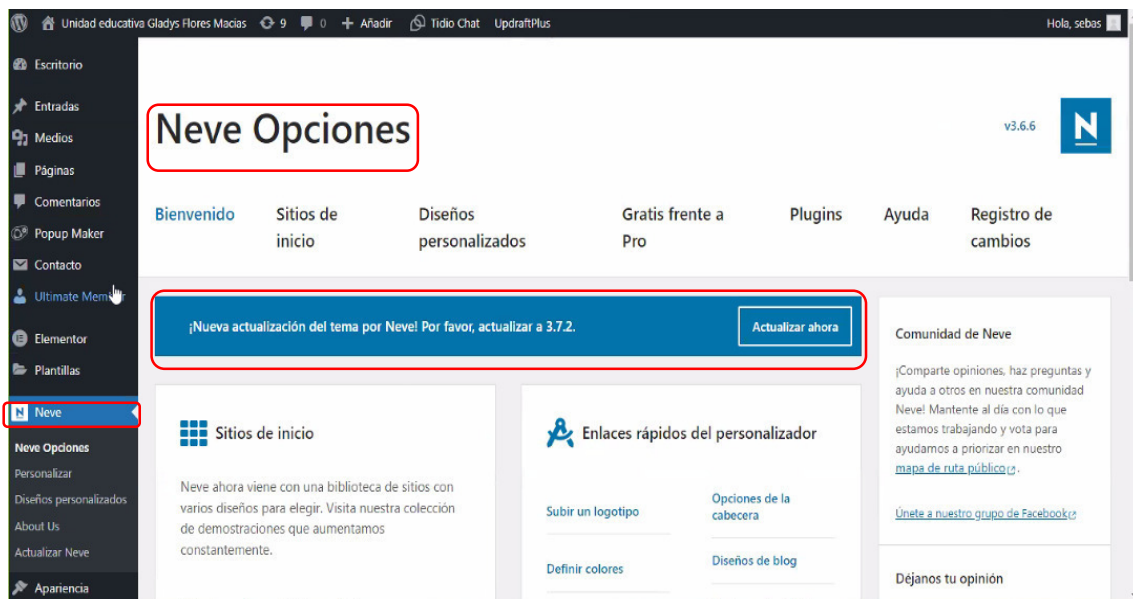 Unidad educativa Gladys Flores Macias 9 0 + Añadir Tidio Chat UpdraftPlus Hola, sebas
Escritorio
Entradas
Medios
Páginas
Comentarios
Popup Maker
Contacto
Ultimate
Elementor
Plantillas
N Neve
Neve Opciones
Personalizar
Diseños personalizados
About Us
Actualizar Neve
Apariencia
Neve Opciones
v3.6.6
N
Bienvenido
Sitios de
inicio
Diseños
personalizados
Gratis frente a
Pro
Plugins
Ayuda
Registro de
cambios
¡Nueva actualización del tema por Neve! Por favor, actualizar a 3.7.2.
Actualizar ahora
Sitios de inicio
Neve ahora viene con una biblioteca de sitios con
varios diseños para elegir. Visita nuestra colección
de demostraciones que aumentamos
constantemente.
Enlaces rápidos del personalizador
Subir un logotipo
Opciones de la
cabecera
Definir colores
Diseños de blog
Comunidad de Neve
¡Comparte opiniones, haz preguntas y
ayuda a otros en nuestra comunidad
Neve! Mantente al día con lo que
estamos trabajando y vota para
ayudarnos a priorizar en nuestro
mapa de ruta público.
Únete a nuestro grupo de Facebook
Déjanos tu opinión